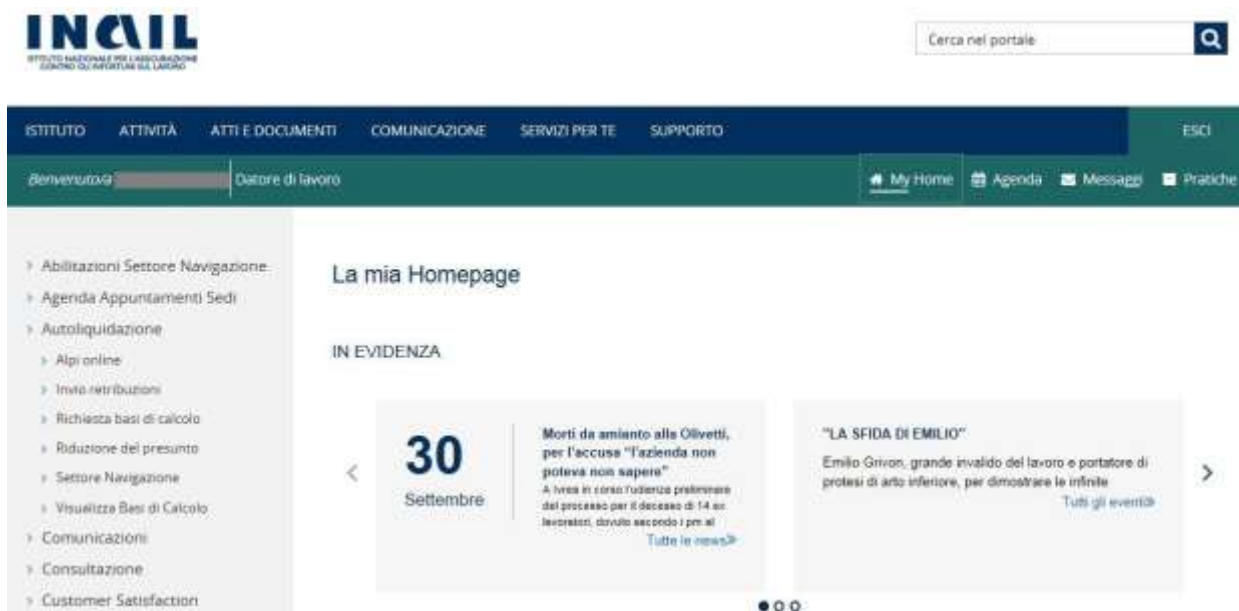 INAIL
ISTITUTO NAZIONALE PER L'ASSICURAZIONE
CONTRO GLI INFORTUNI SUL LAVORO
Cerca nel portale
ISTITUTO ATTIVITÀ ATTI E DOCUMENTI COMUNICAZIONE SERVIZI PER TE SUPPORTO ESCI
Benvenuto/a Datore di lavoro My Home Agenda Messaggi Pratiche
Abilitazioni Settore Navigazione
Agenda Appuntamenti Sedi
Autoliquidazione
Alpi online
Invio retribuzioni
Richiesta basi di calcolo
Riduzione del presunto
Settore Navigazione
Visualizza Basi di Calcolo
Comunicazioni
Consultazione
Customer Satisfaction
La mia Homepage
IN EVIDENZA
30
Settembre
Morti da amianto alla Olivetti,
per l'accusa "l'azienda non
poteva non sapere"
A Ivrea in corso l'udienza preliminare
del processo per il decesso di 14 ex
lavoratori, dovuto secondo i pm al
Tutte le news
"LA SFIDA DI EMILIO"
Emilio Grivon, grande invalido del lavoro e portatore di
protesi di arto inferiore, per dimostrare le infinite
Tutti gli eventi